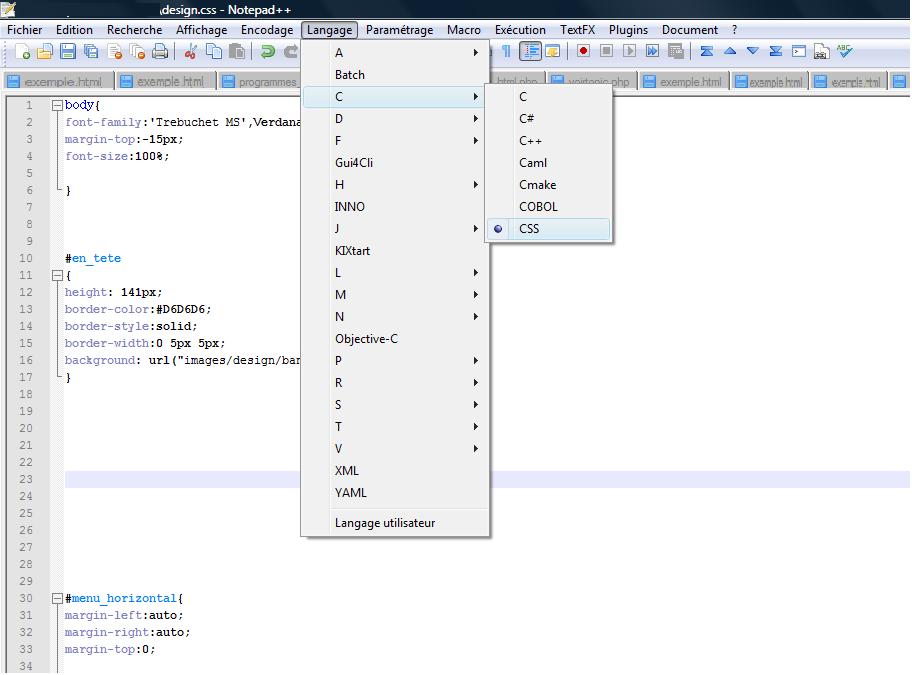 \design.css - Notepad++
Fichier Edition Recherche Affichage Encodage Langage Paramétrage Macro Exécution TextFX Plugins Document ?
excemple.html exemple.html programmes html.php voirtopic.php exemple.html exemple.html exemple.html
A
Batch
C
D
F
Gui4Cli
H
INNO
J
KIXtart
L
M
N
Objective-C
P
R
S
T
V
XML
YAML
Langage utilisateur
C
C#
C++
Caml
Cmake
COBOL
CSS
1 body{
2 font-family:'Trebuchet MS',Verdana
3 margin-top:-15px;
4 font-size:100%;
5
6 }
7
8
9
10 #en_tete
11 {
12 height: 141px;
13 border-color:#D6D6D6;
14 border-style:solid;
15 border-width:0 5px 5px;
16 background: url("images/design/ban
17 }
18
19
20
21
22
23
24
25
26
27
28
29
30 #menu_horizontal{
31 margin-left:auto;
32 margin-right:auto;
33 margin-top:0;
34